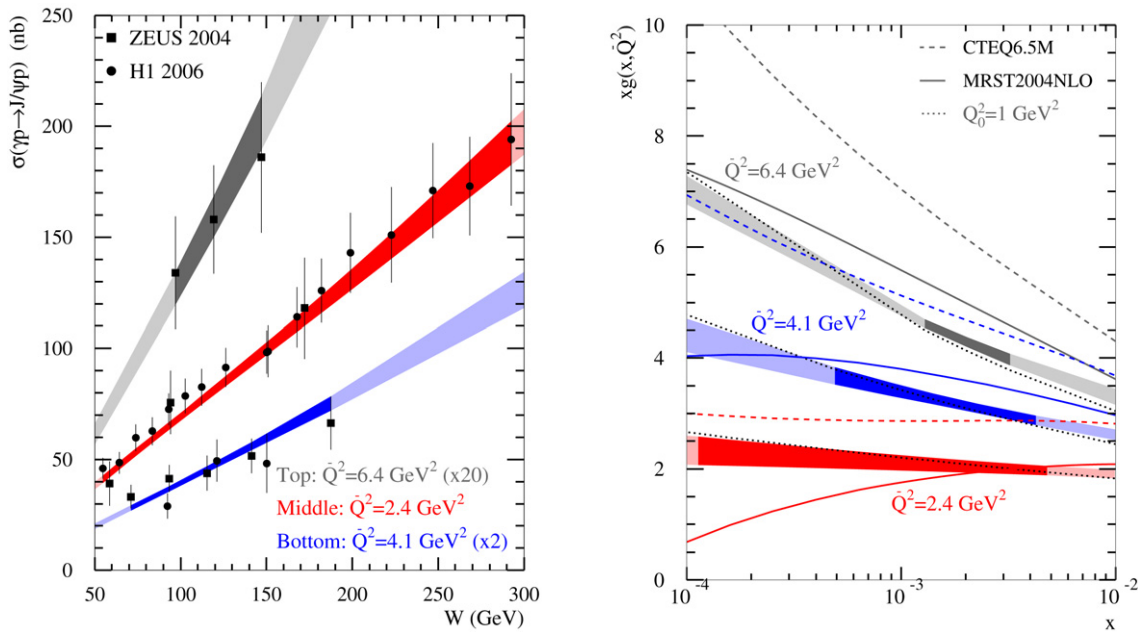 σ(γp→J/ψp) (nb)
250
200
150
100
50
0
ZEUS 2004
H1 2006
Top: Q̄²=6.4 GeV² (x20)
Middle: Q̄²=2.4 GeV²
Bottom: Q̄²=4.1 GeV² (x2)
50 100 150 200 250 300
W (GeV)
xg(x,Q̄²)
10
8
6
4
2
0
CTEQ6.5M
MRST2004NLO
Q₀²=1 GeV²
Q̄²=6.4 GeV²
Q̄²=4.1 GeV²
Q̄²=2.4 GeV²
10⁻⁴ 10⁻³ 10⁻²
x